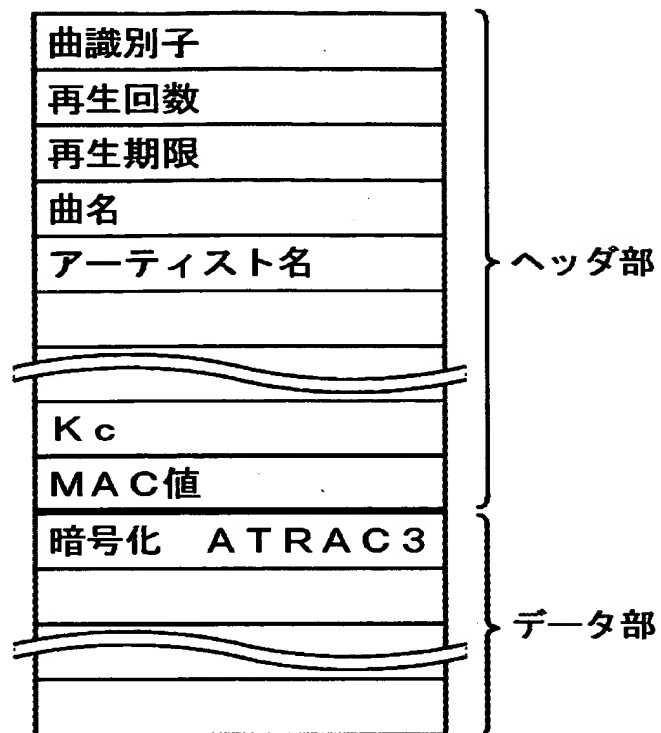 曲識別子
再生回数
再生期限
曲名
アーティスト名
ヘッダ部
Kc
MAC値
暗号化 ATRAC3
データ部